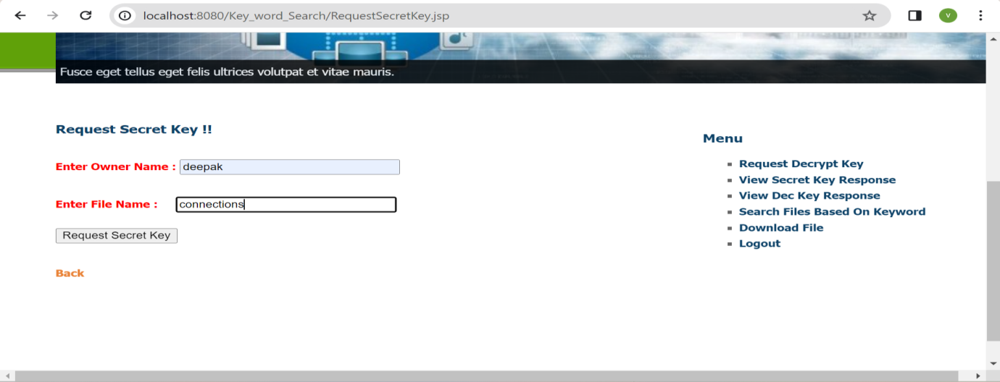 localhost:8080/Key_word_Search/RequestSecretKey.jsp
V
Fusce eget tellus eget felis ultrices volutpat et vitae mauris.
Request Secret Key !!
Enter Owner Name : deepak
Enter File Name : connections
Request Secret Key
Back
Menu
Request Decrypt Key
View Secret Key Response
View Dec Key Response
Search Files Based On Keyword
Download File
Logout